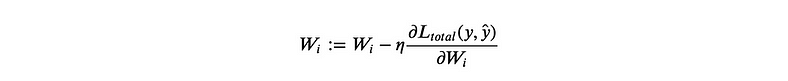 W_i := W_i − η ∂L_total(y, ŷ) / ∂W_i